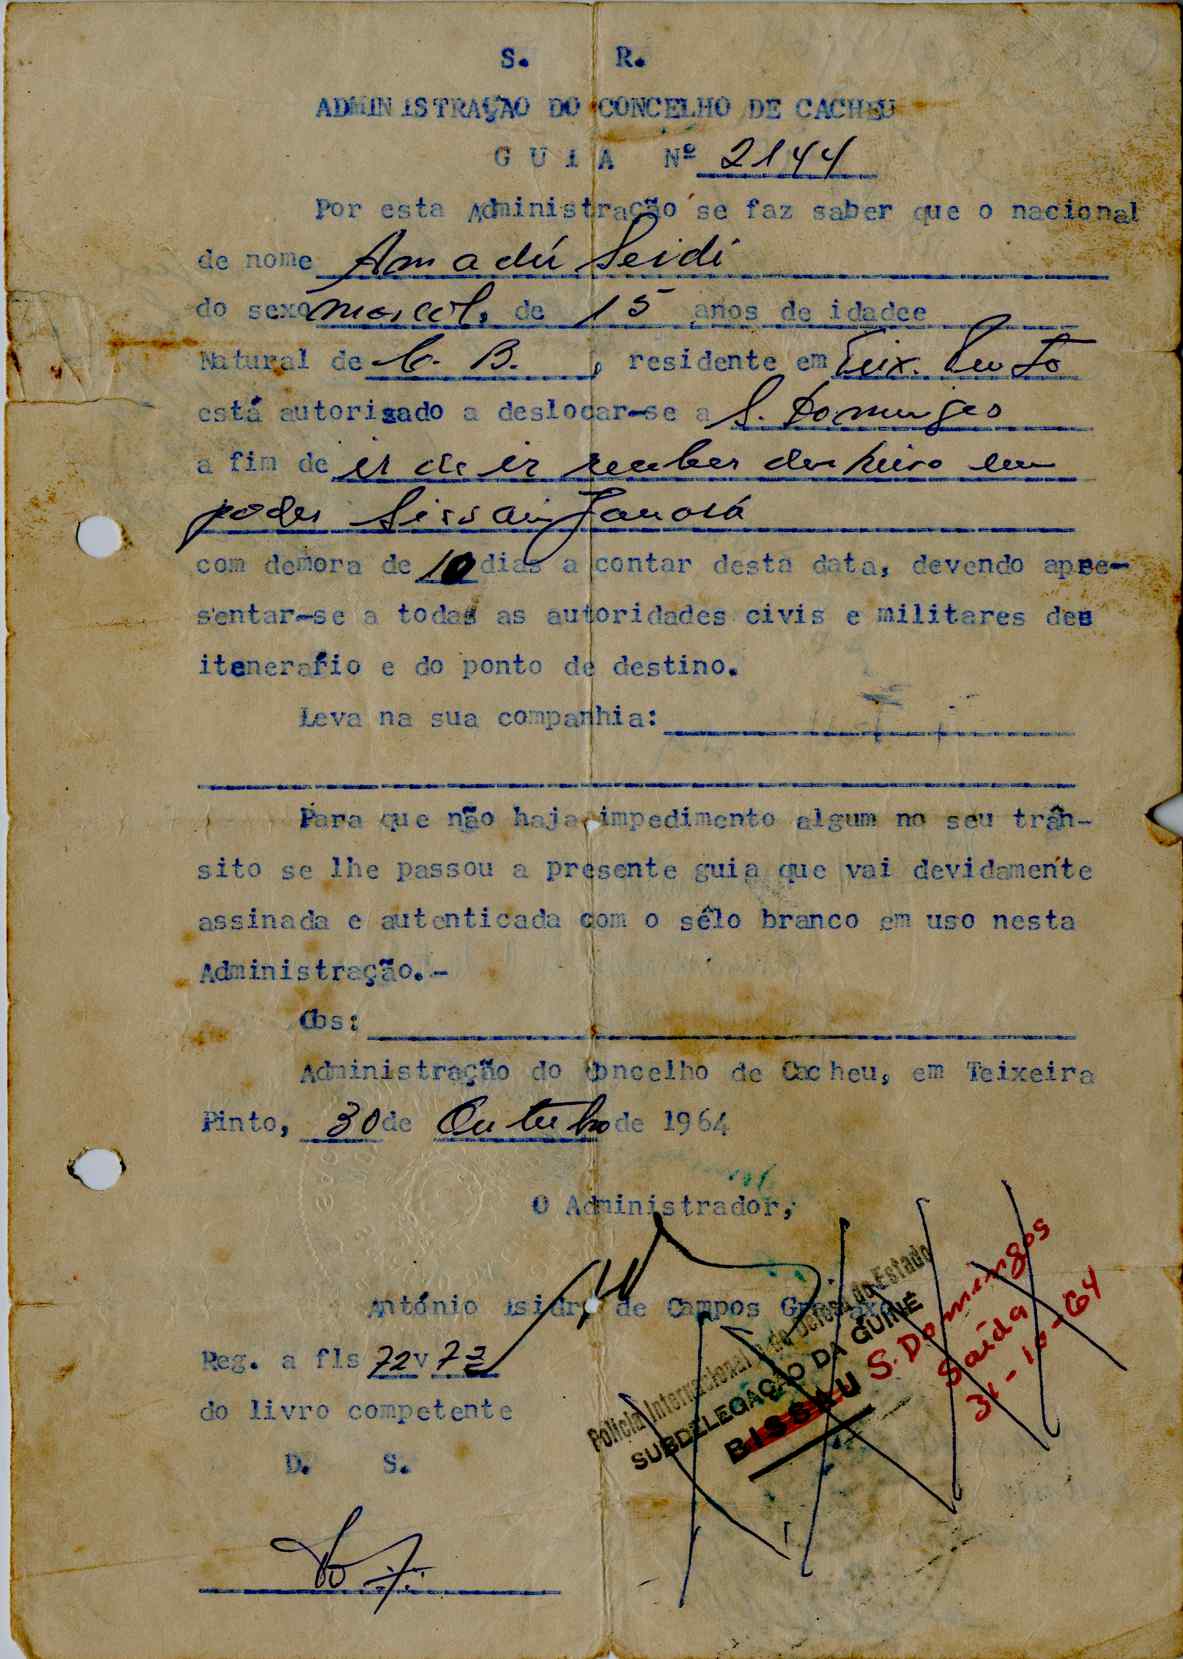 S. R.
ADMINISTRAÇAO DO CONCELHO DE CACHEU
G U I A Nº 2144
Por esta Administração se faz saber que o nacional
de nome Amadú Seidi
do sexo mascul. de 15 anos de idadee
Natural de C. B. , residente em Teix. Pinto
está autorisado a deslocar-se a S. Domingos
a fim de ir de ir receber dinheiro em
poder
com demora de 10 dias a contar desta data, devendo apre-
sentar-se a todas as autoridades civis e militares deu
itenerario e do ponto de destino.
Leva na sua companhia:
Para que não haja impedimento algum no seu trân-
sito se lhe passou a presente guia que vai devidamente
assinada e autenticada com o sêlo branco em uso nesta
Administração.-
Obs:
Administração do Concelho de Cacheu, em Teixeira
Pinto, 30 de Outubro de 1964
O Administrador,
António Isidro de Campos
Reg. a fls 72v 73
do livro competente
D. S.
Policia Internacional e de Defesa do Estado
SUBDELEGAÇÃO DA GUINÉ
BISSAU S. Domingos
Saída
31-10-64